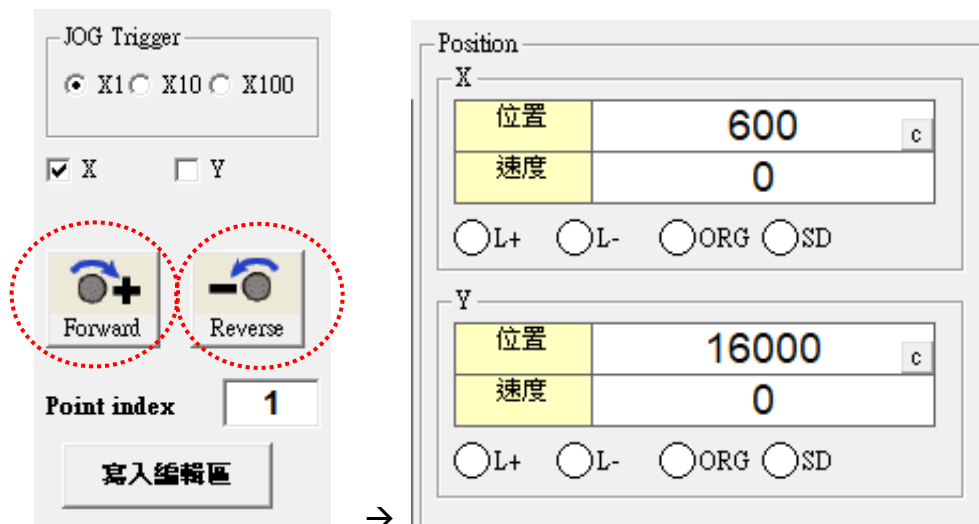 JOG Trigger
X1 X10 X100
X Y
Forward Reverse
Point index 1
寫入編輯區
→
Position
X
位置 600 c
速度 0
L+ L- ORG SD
Y
位置 16000 c
速度 0
L+ L- ORG SD